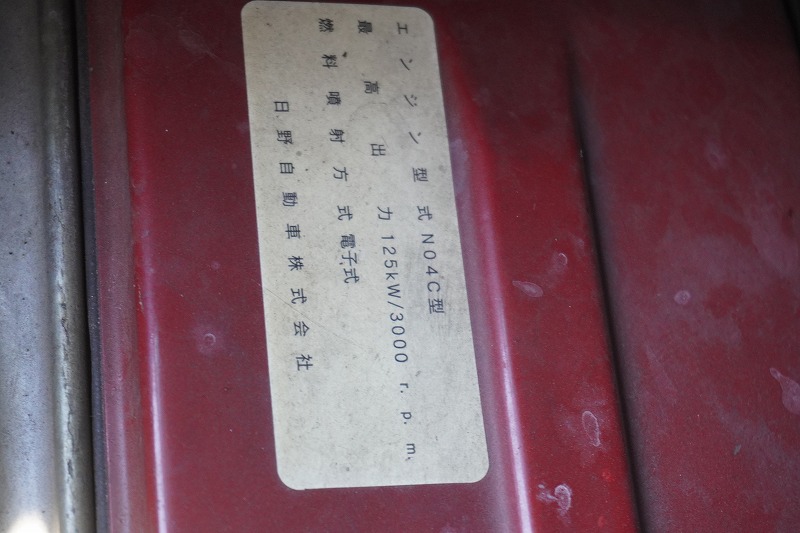 エンジン型式 N04C型
最高出力 125kW/3000 r.p.m.
燃料噴射方式 電子式
日野自動車株式会社